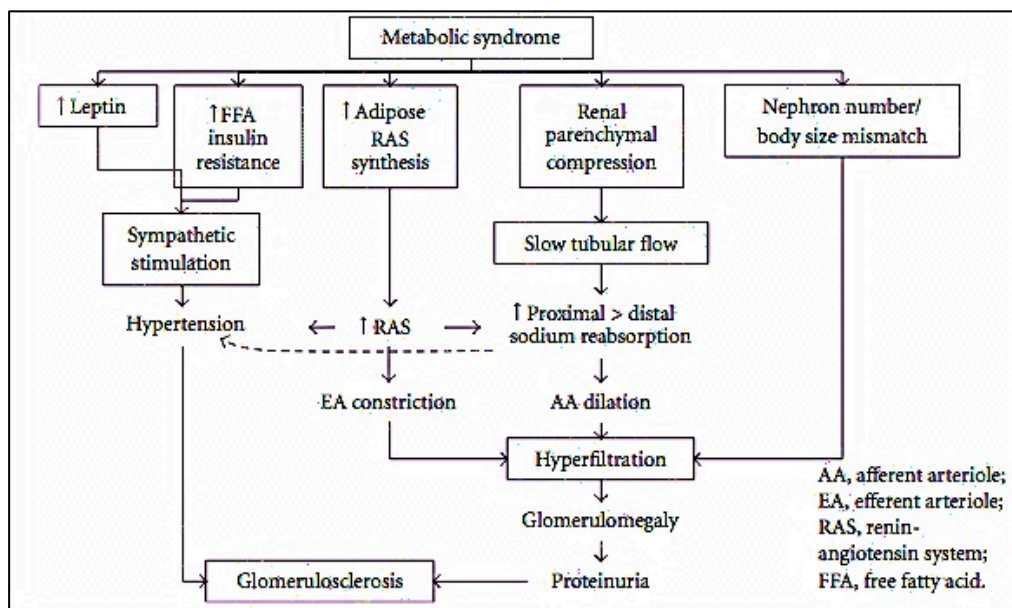 Metabolic syndrome
↑ Leptin
↑ FFA
insulin
resistance
↑ Adipose
RAS
synthesis
Renal
parenchymal
compression
Nephron number/
body size mismatch
Sympathetic
stimulation
Slow tubular flow
Hypertension
↑ RAS
↑ Proximal > distal
sodium reabsorption
EA constriction
AA dilation
Hyperfiltration
Glomerulomegaly
Glomerulosclerosis
Proteinuria
AA, afferent arteriole;
EA, efferent arteriole;
RAS, renin-
angiotensin system;
FFA, free fatty acid.